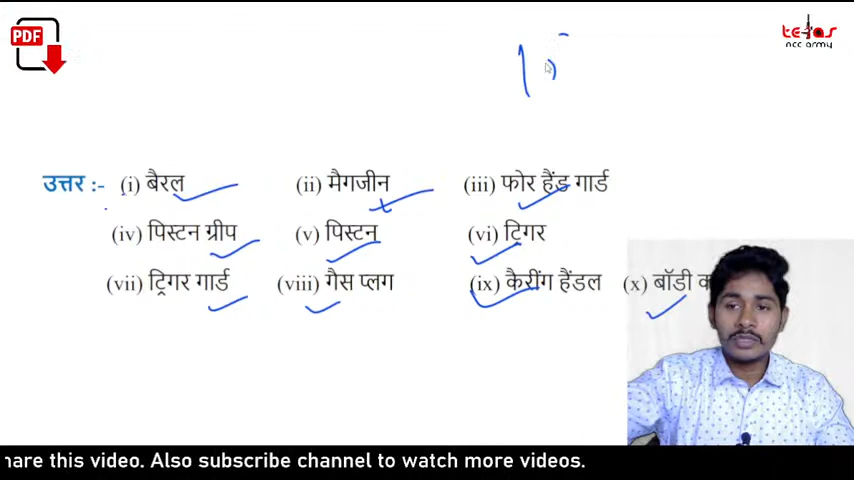 PDF
tejas
ncc army
उत्तर :- (i) बैरल (ii) मैगजीन (iii) फोर हैंड गार्ड
(iv) पिस्टन ग्रीप (v) पिस्टन (vi) टिगर
(vii) ट्रिगर गार्ड (viii) गैस प्लग (ix) कैरींग हैंडल (x) बॉडी
hare this video. Also subscribe channel to watch more videos.